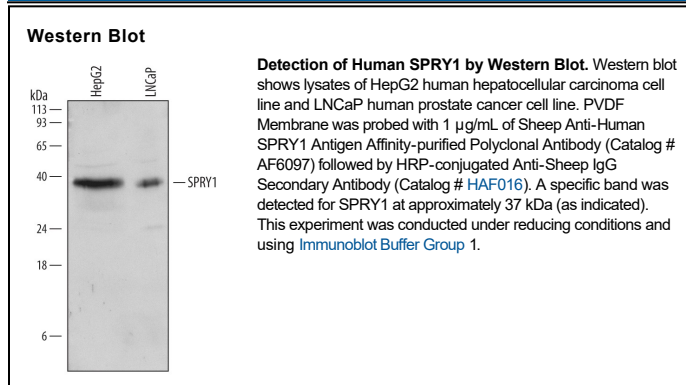 Western Blot
HepG2
LNCaP
kDa
113
93
65
40
SPRY1
24
18
6
Detection of Human SPRY1 by Western Blot. Western blot
shows lysates of HepG2 human hepatocellular carcinoma cell
line and LNCaP human prostate cancer cell line. PVDF
Membrane was probed with 1 µg/mL of Sheep Anti-Human
SPRY1 Antigen Affinity-purified Polyclonal Antibody (Catalog #
AF6097) followed by HRP-conjugated Anti-Sheep IgG
Secondary Antibody (Catalog # HAF016). A specific band was
detected for SPRY1 at approximately 37 kDa (as indicated).
This experiment was conducted under reducing conditions and
using Immunoblot Buffer Group 1.